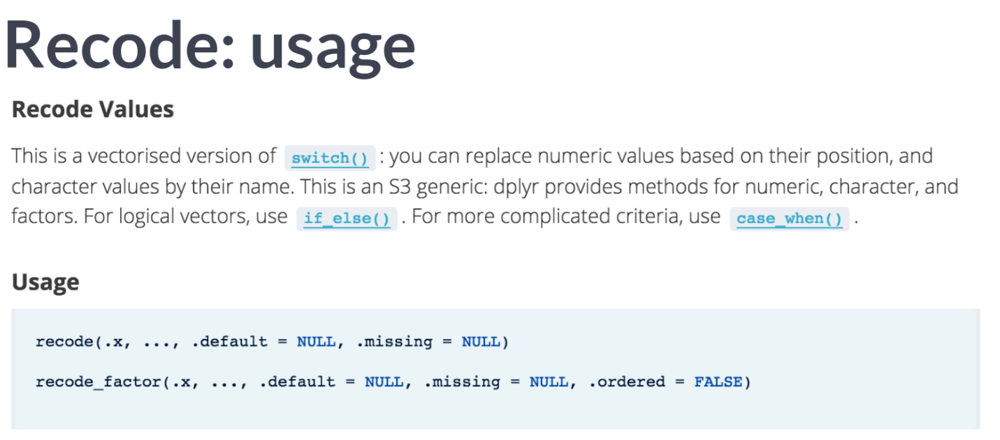 Recode: usage
Recode Values
This is a vectorised version of switch() : you can replace numeric values based on their position, and
character values by their name. This is an S3 generic: dplyr provides methods for numeric, character, and
factors. For logical vectors, use if_else() . For more complicated criteria, use case_when() .
Usage
recode(.x, ..., .default = NULL, .missing = NULL)
recode_factor(.x, ..., .default = NULL, .missing = NULL, .ordered = FALSE)